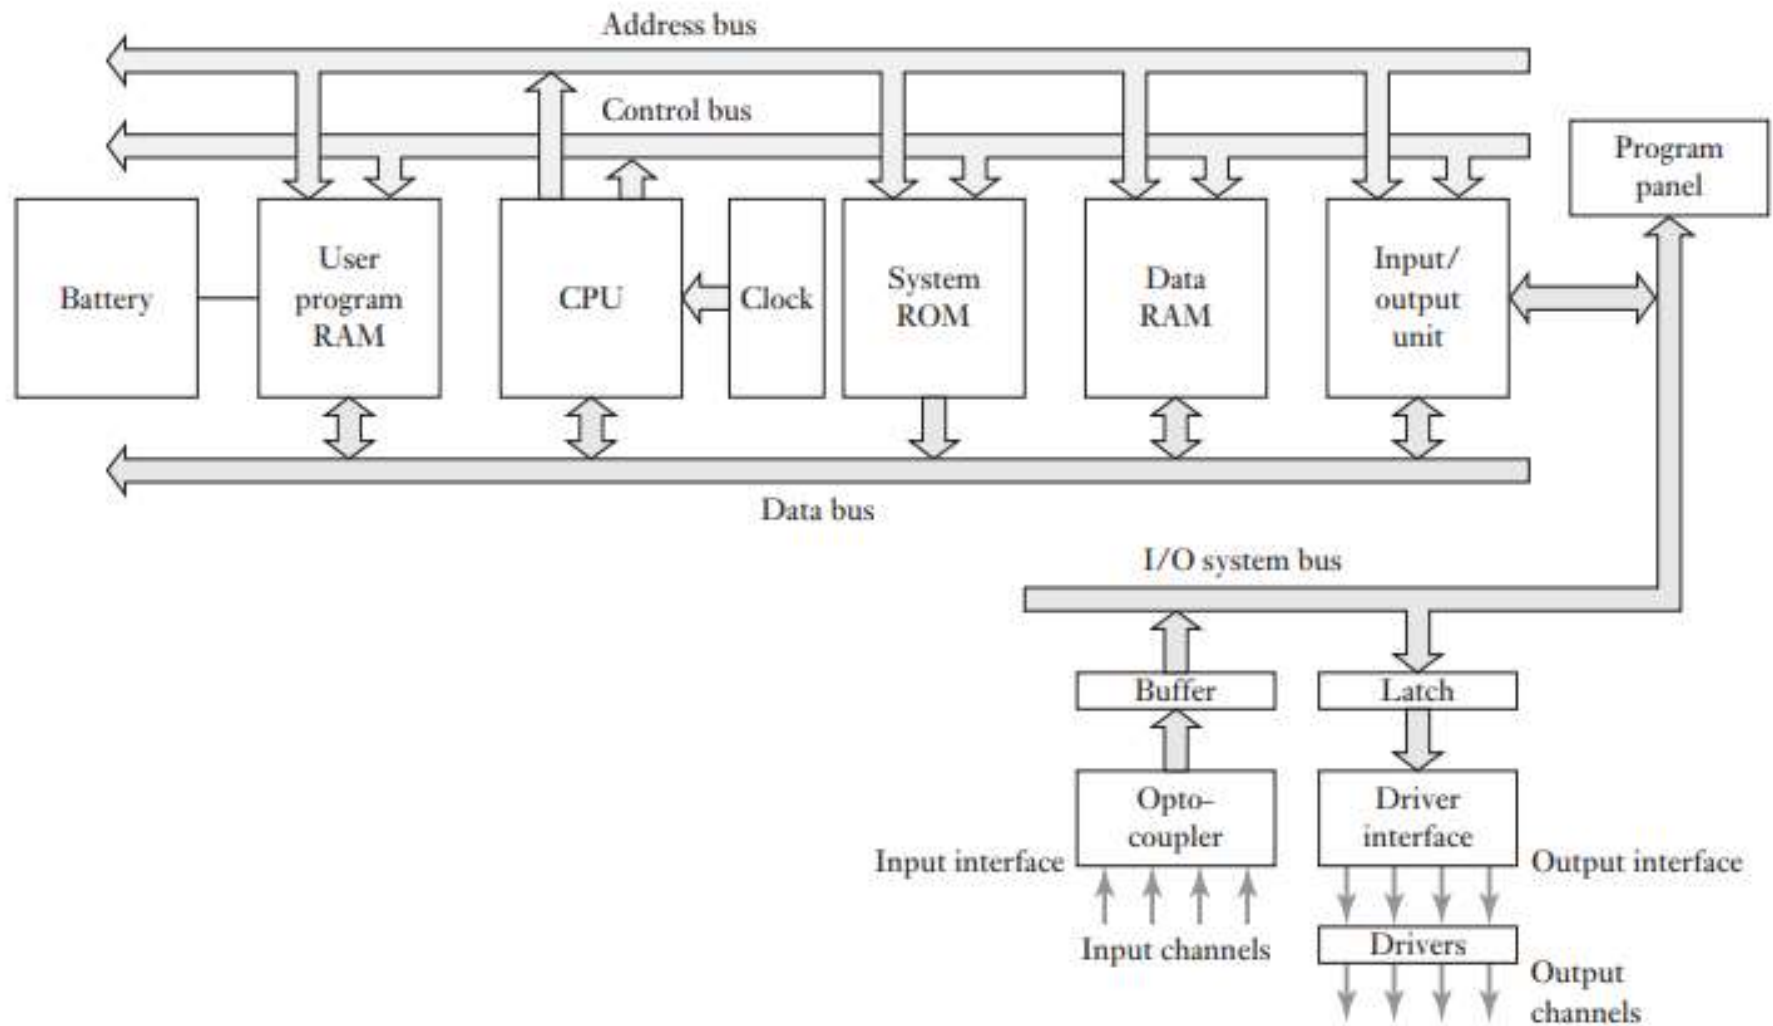 Address bus
Control bus
Program
panel
Battery
User
program
RAM
CPU
Clock
System
ROM
Data
RAM
Input/
output
unit
Data bus
I/O system bus
Buffer
Latch
Opto-
coupler
Driver
interface
Input interface
Output interface
Input channels
Drivers
Output
channels